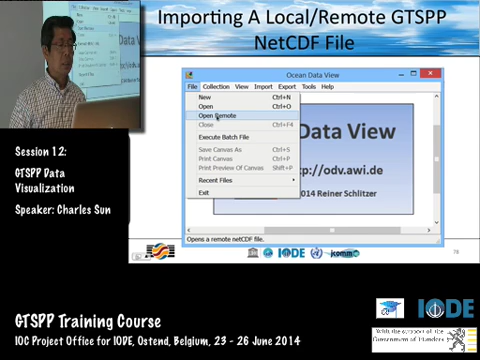 Importing A Local/Remote GTSPP
NetCDF File
Ocean Data View
File Collection View Import Export Tools Help
New Ctrl+N
Open Ctrl+O
Open Remote
Close Ctrl+F4
Execute Batch File
Save Canvas As Ctrl+S
Print Canvas Ctrl+P
Print Preview Of Canvas Shift+P
Recent Files
Exit
Data View
tp://odv.awi.de
014 Reiner Schlitzer
Opens a remote netCDF file.
IODE
jcomm
78
Session 12:
GTSPP Data
Visualization
Speaker: Charles Sun
GTSPP Training Course
IOC Project Office for IODE, Ostend, Belgium, 23 - 26 June 2014
IODE
With the support of the
Government of Flanders